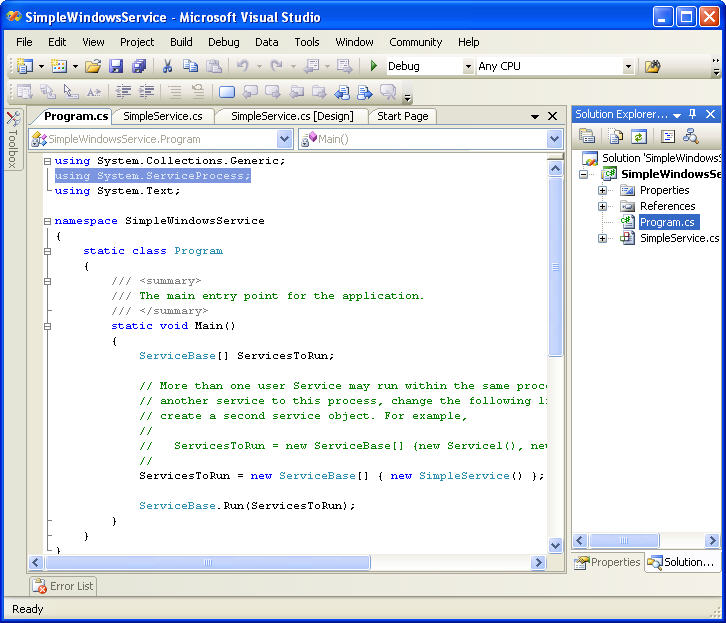 SimpleWindowsService - Microsoft Visual Studio
File Edit View Project Build Debug Data Tools Window Community Help
Debug Any CPU
Toolbox
Program.cs SimpleService.cs SimpleService.cs [Design] Start Page
SimpleWindowsService.Program Main()
using System.Collections.Generic;
using System.ServiceProcess;
using System.Text;
namespace SimpleWindowsService
{
static class Program
{
/// <summary>
/// The main entry point for the application.
/// </summary>
static void Main()
{
ServiceBase[] ServicesToRun;
// More than one user Service may run within the same proc
// another service to this process, change the following li
// create a second service object. For example,
//
//   ServicesToRun = new ServiceBase[] {new Service1(), new
//
ServicesToRun = new ServiceBase[] { new SimpleService() };
ServiceBase.Run(ServicesToRun);
}
}
}
Solution Explorer...
Solution 'SimpleWindowsS
SimpleWindowsSe
Properties
References
Program.cs
SimpleService.cs
Properties Solution...
Error List
Ready